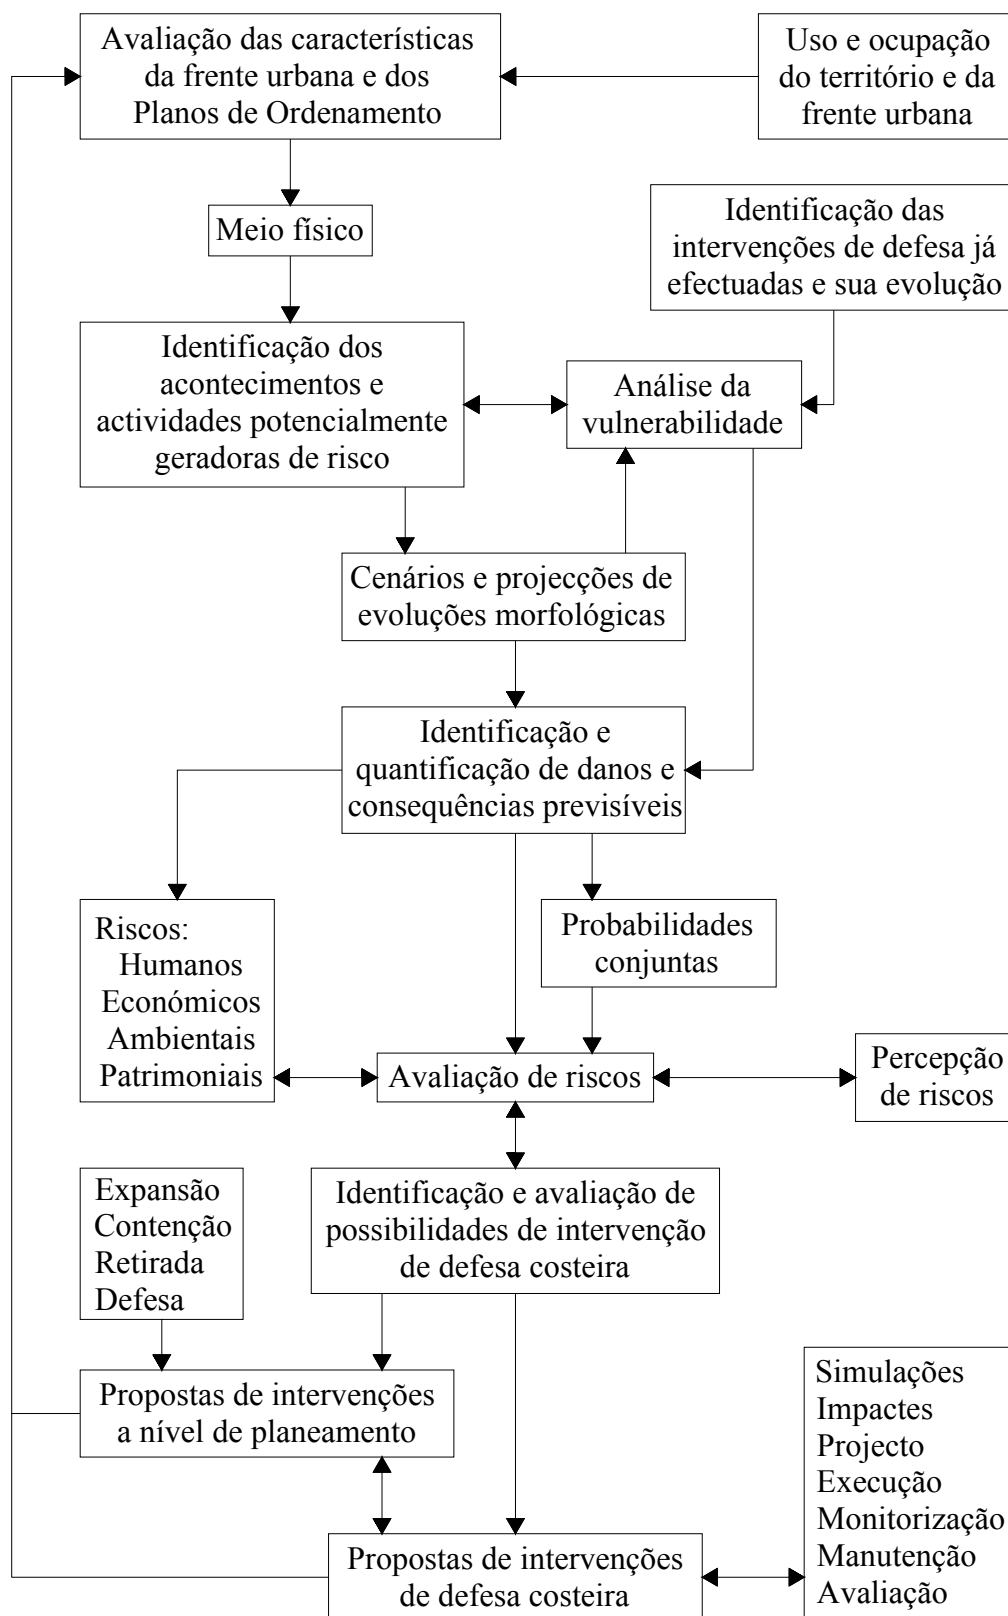 Avaliação das características
da frente urbana e dos
Planos de Ordenamento
Uso e ocupação
do território e da
frente urbana
Meio físico
Identificação das
intervenções de defesa já
efectuadas e sua evolução
Identificação dos
acontecimentos e
actividades potencialmente
geradoras de risco
Análise da
vulnerabilidade
Cenários e projecções de
evoluções morfológicas
Identificação e
quantificação de danos e
consequências previsíveis
Riscos:
Humanos
Económicos
Ambientais
Patrimoniais
Probabilidades
conjuntas
Avaliação de riscos
Percepção
de riscos
Expansão
Contenção
Retirada
Defesa
Identificação e avaliação de
possibilidades de intervenção
de defesa costeira
Propostas de intervenções
a nível de planeamento
Simulações
Impactes
Projecto
Execução
Monitorização
Manutenção
Avaliação
Propostas de intervenções
de defesa costeira